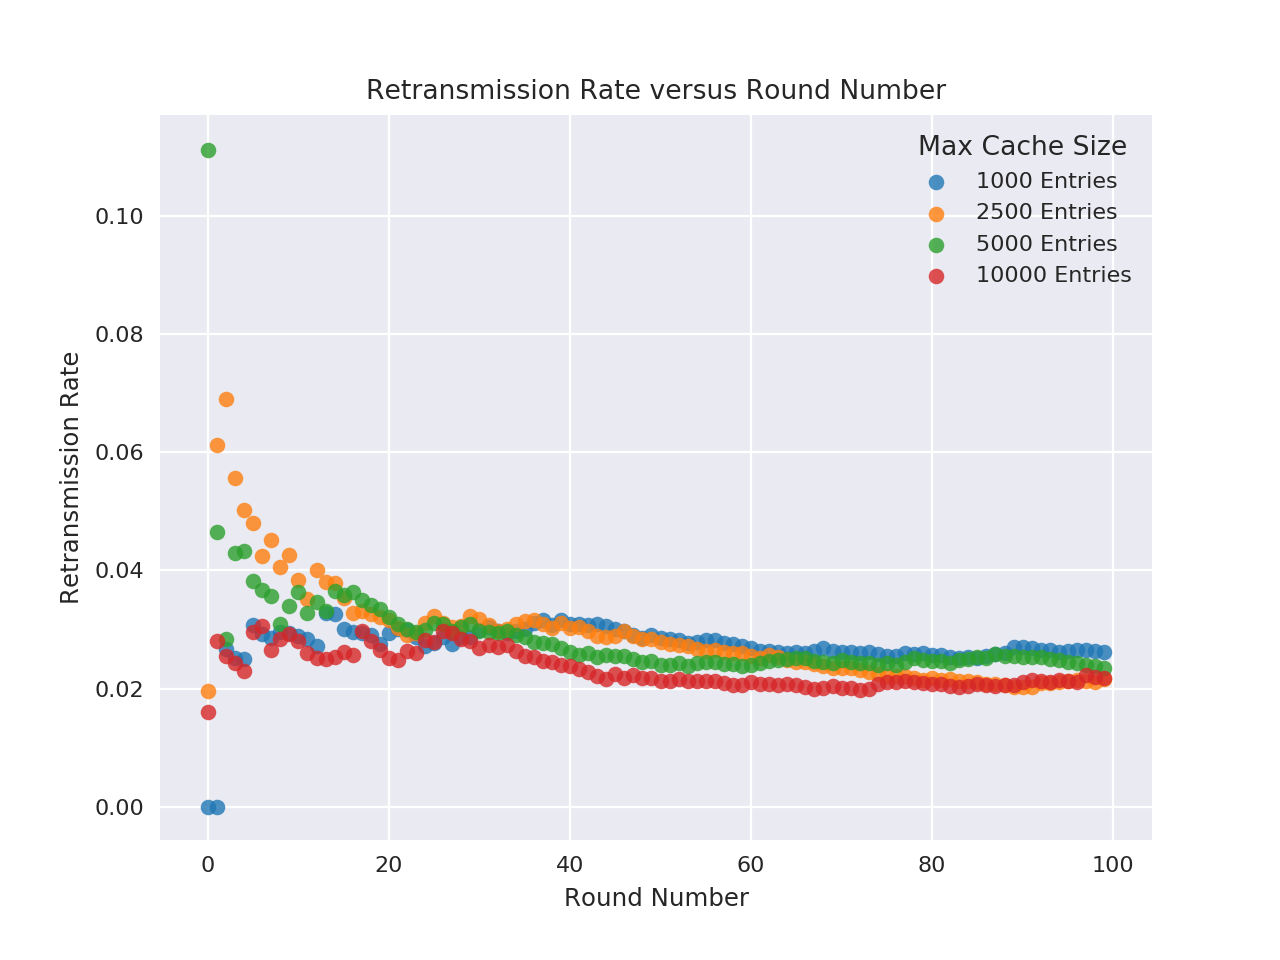 Retransmission Rate versus Round Number
Max Cache Size
1000 Entries
2500 Entries
5000 Entries
10000 Entries
Retransmission Rate
0.10
0.08
0.06
0.04
0.02
0.00
0 20 40 60 80 100
Round Number